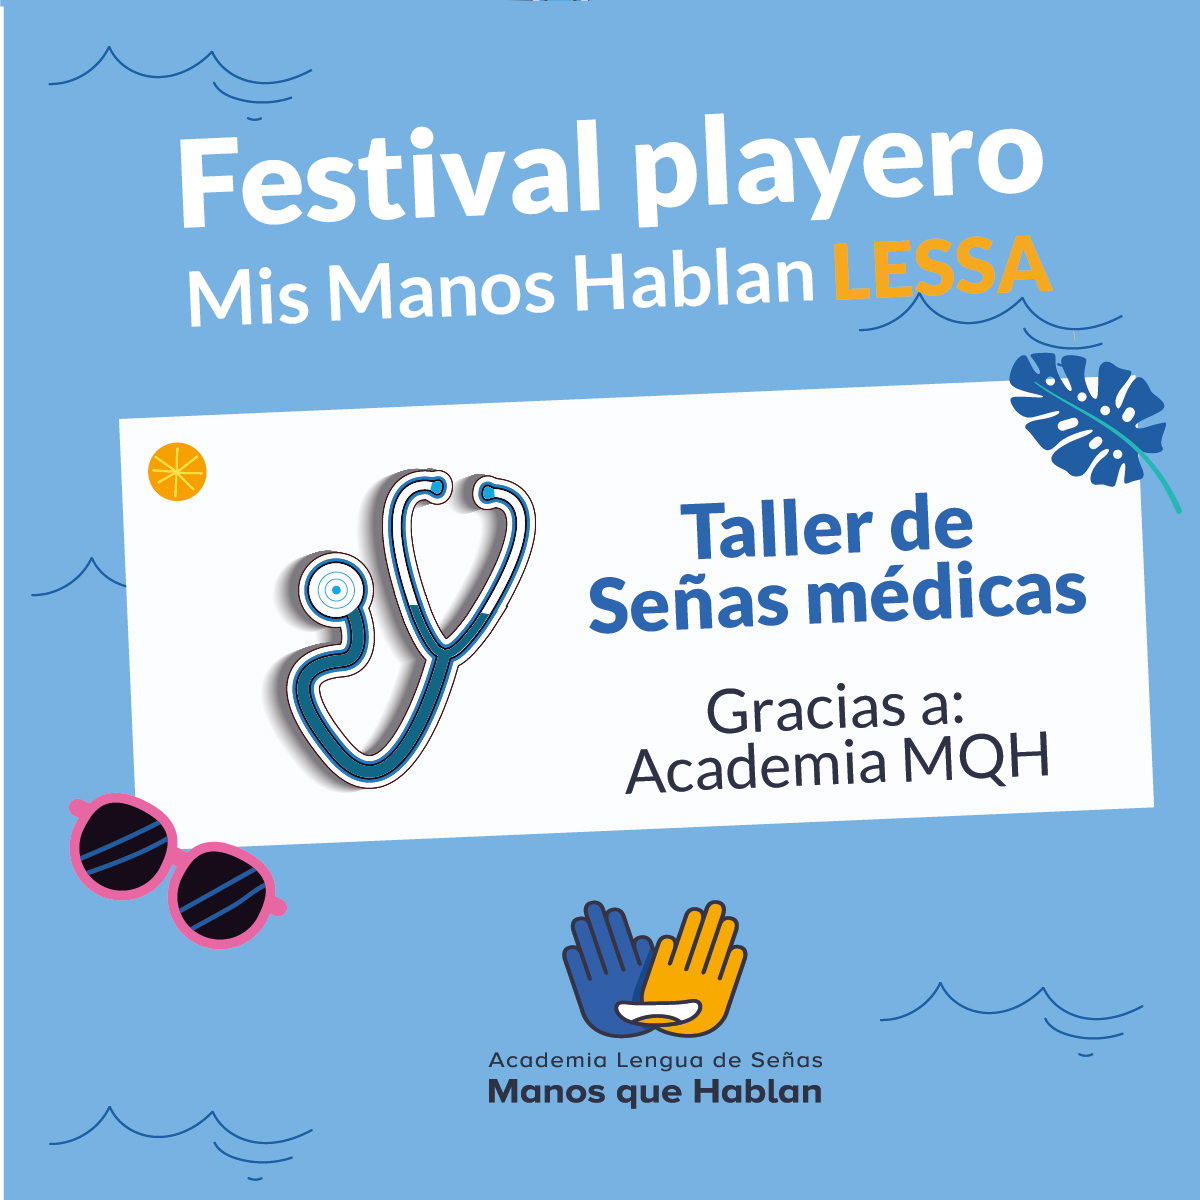 Festival playero
Mis Manos Hablan LESSA
Taller de
Señas médicas
Gracias a:
Academia MQH
Academia Lengua de Señas
Manos que Hablan